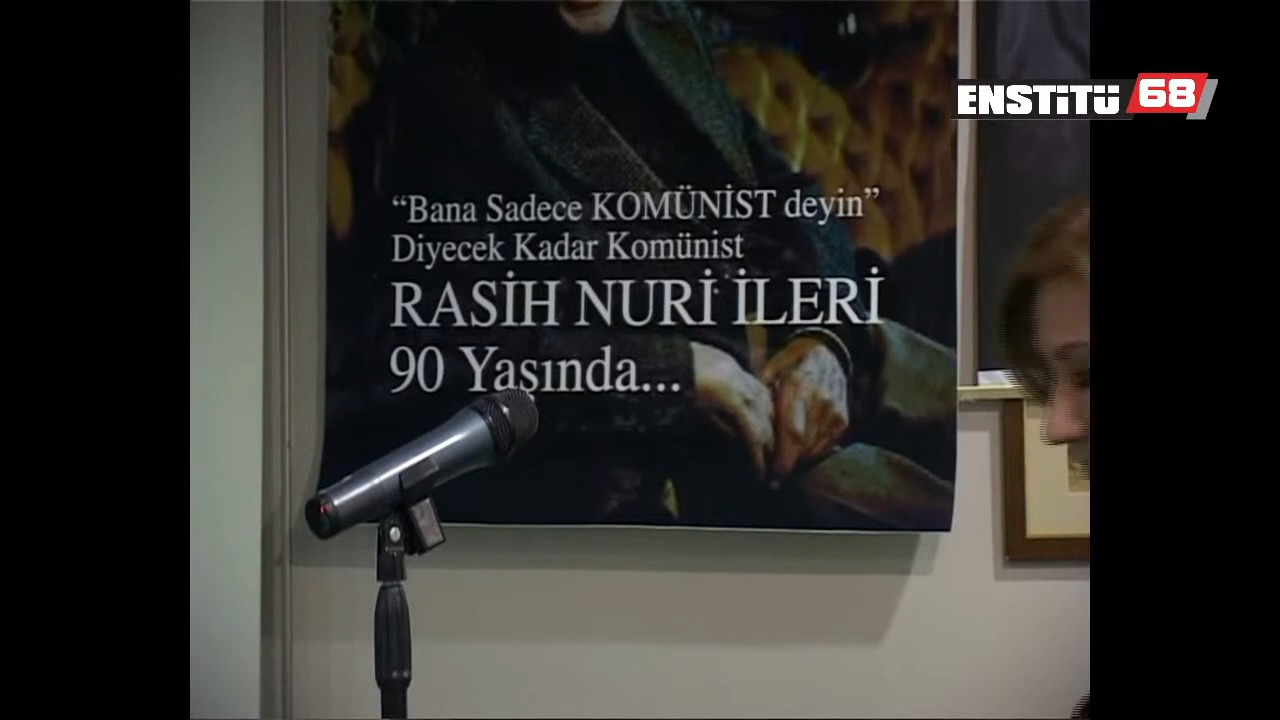 ENSTİTÜ 68
“Bana Sadece KOMÜNİST deyin”
Diyecek Kadar Komünist
RASİH NURİ İLERİ
90 Yaşında...